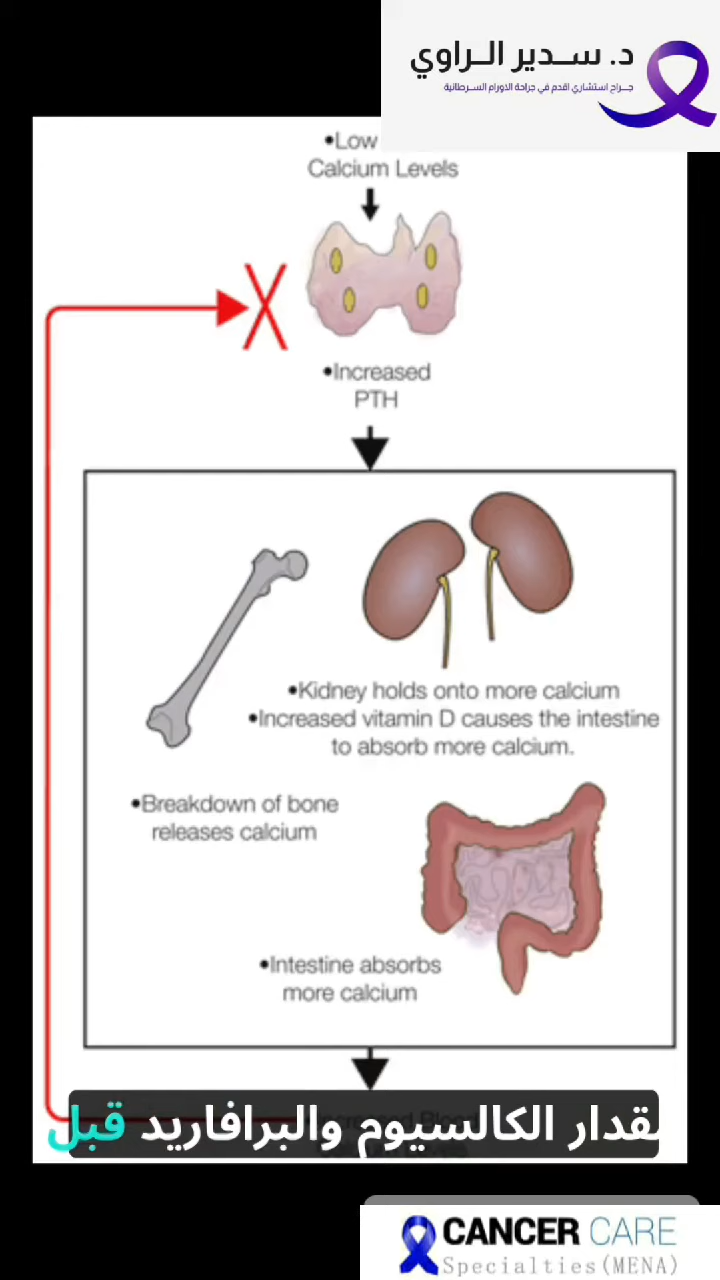 د. سدير الراوي
جراح استشاري اقدم في جراحة الاورام السرطانية
•Low
Calcium Levels
•Increased
PTH
•Kidney holds onto more calcium
•Increased vitamin D causes the intestine
to absorb more calcium.
•Breakdown of bone
releases calcium
•Intestine absorbs
more calcium
مقدار الكالسيوم والبرافاريد قبل
CANCER CARE
Specialties(MENA)